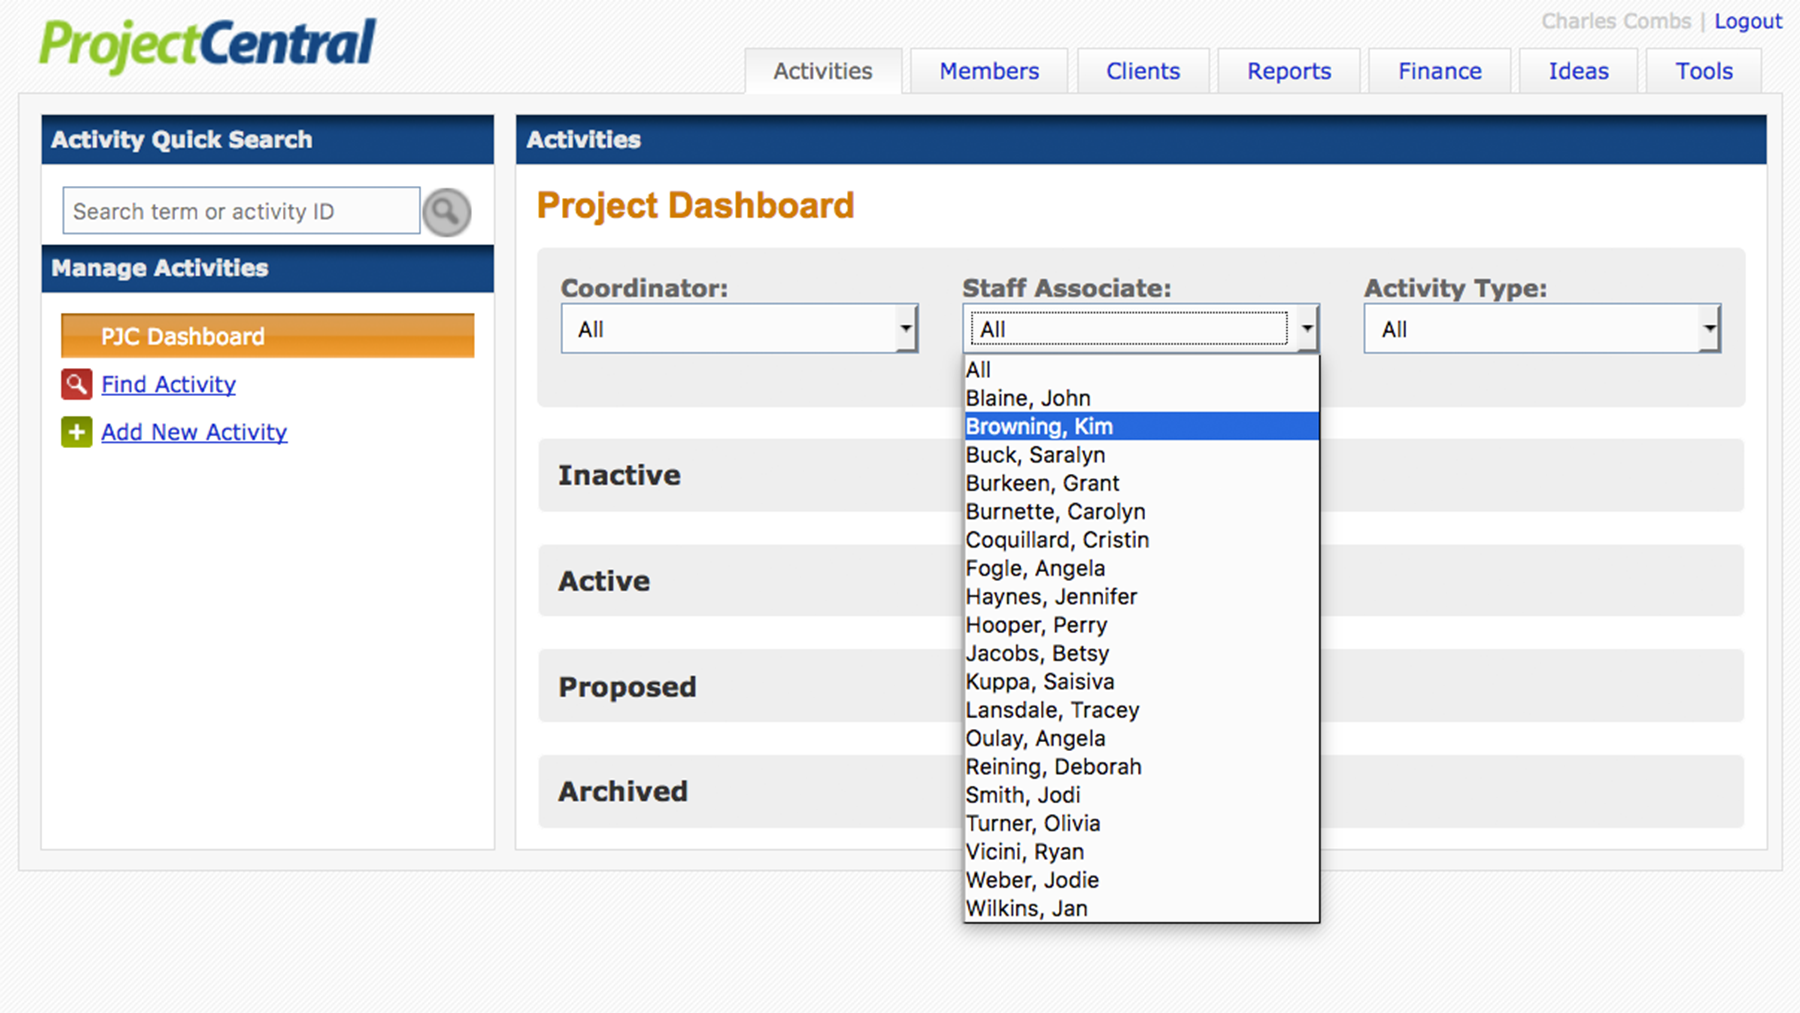 ProjectCentral
Charles Combs | Logout
Activities
Members
Clients
Reports
Finance
Ideas
Tools
Activity Quick Search
Search term or activity ID
Manage Activities
PJC Dashboard
Find Activity
Add New Activity
Activities
Project Dashboard
Coordinator:
All
Staff Associate:
All
Activity Type:
All
All
Blaine, John
Browning, Kim
Buck, Saralyn
Burkeen, Grant
Burnette, Carolyn
Coquillard, Cristin
Fogle, Angela
Haynes, Jennifer
Hooper, Perry
Jacobs, Betsy
Kuppa, Saisiva
Lansdale, Tracey
Oulay, Angela
Reining, Deborah
Smith, Jodi
Turner, Olivia
Vicini, Ryan
Weber, Jodie
Wilkins, Jan
Inactive
Active
Proposed
Archived